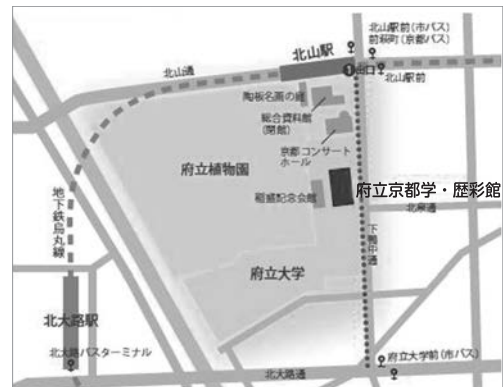 北山駅前(市バス)
前萩町(京都バス)
北山駅
北山通
1出口
北山駅前
陶板名画の庭
総合資料館
(閉館)
京都コンサート
ホール
府立植物園
府立京都学・歴彩館
稲盛記念会館
北泉通
地下鉄烏丸線
下鴨中通
府立大学
北大路駅
北大路バスターミナル
府立大学前(市バス)
北大路通